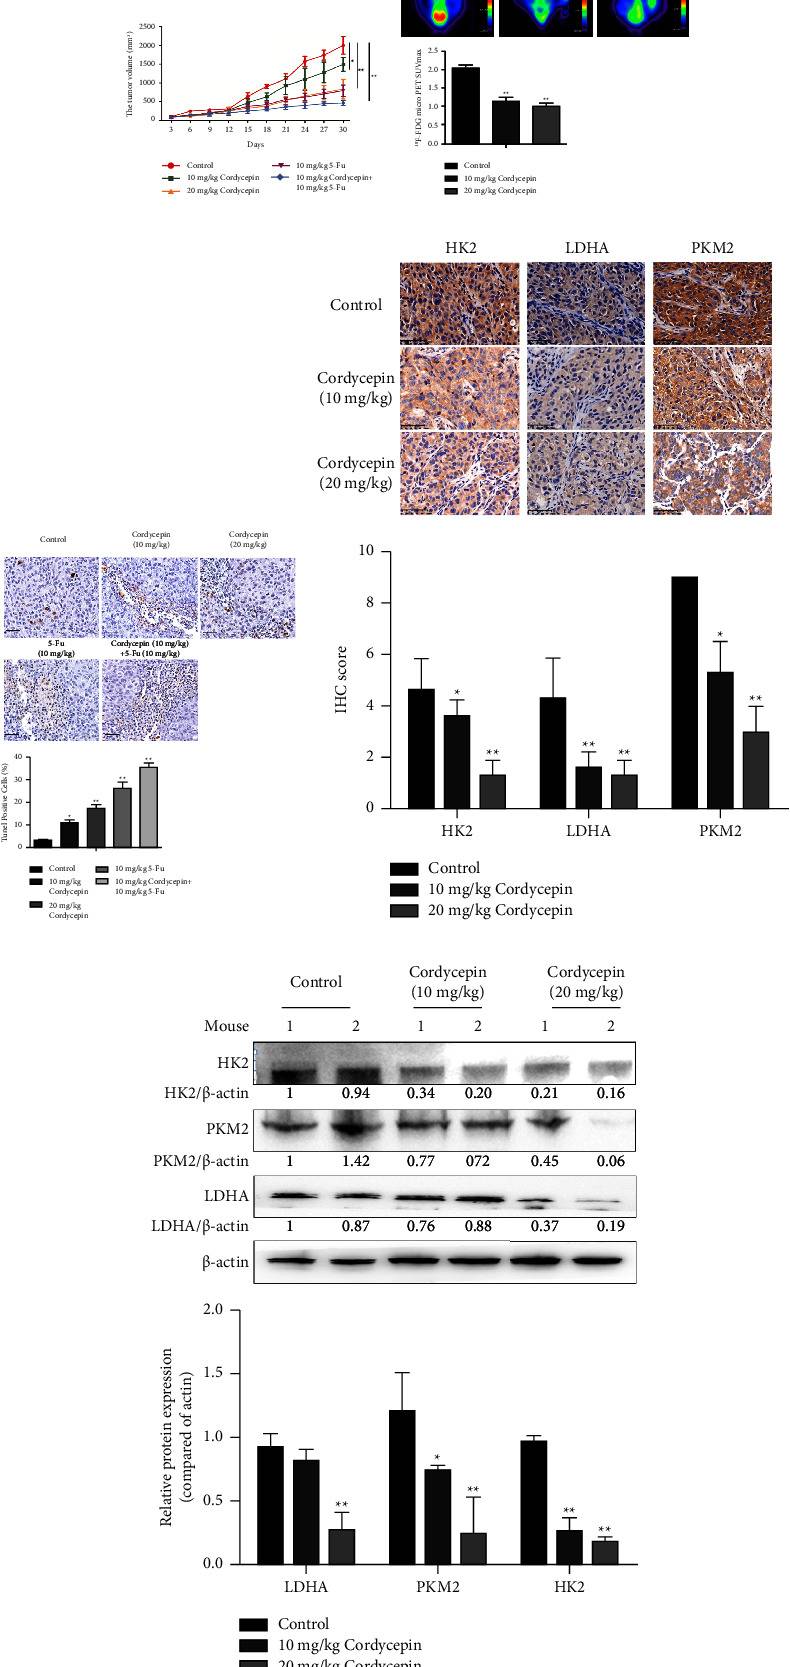 The tumor volume (mm³)
2500
2000
1500
1000
500
0
3 6 9 12 15 18 21 24 27 30
Days
*
**
**
Control
10 mg/kg Cordycepin
20 mg/kg Cordycepin
10 mg/kg 5-Fu
10 mg/kg Cordycepin+
10 mg/kg 5-Fu
¹⁸F-FDG micro PET SUVmax
2.5
2.0
1.5
1.0
0.5
0.0
** **
Control
10 mg/kg Cordycepin
20 mg/kg Cordycepin
HK2 LDHA PKM2
Control
Cordycepin
(10 mg/kg)
Cordycepin
(20 mg/kg)
Control
Cordycepin
(10 mg/kg)
Cordycepin
(20 mg/kg)
5-Fu
(10 mg/kg)
Cordycepin (10 mg/kg)
+5-Fu (10 mg/kg)
Tunel Positive Cells (%)
40
30
20
10
0
* ** ** **
Control
10 mg/kg
Cordycepin
20 mg/kg
Cordycepin
10 mg/kg 5-Fu
10 mg/kg Cordycepin+
10 mg/kg 5-Fu
IHC score
10
8
6
4
2
0
* ** ** ** * **
HK2 LDHA PKM2
Control
10 mg/kg Cordycepin
20 mg/kg Cordycepin
Control
Cordycepin
(10 mg/kg)
Cordycepin
(20 mg/kg)
Mouse 1 2 1 2 1 2
HK2
HK2/β-actin 1 0.94 0.34 0.20 0.21 0.16
PKM2
PKM2/β-actin 1 1.42 0.77 072 0.45 0.06
LDHA
LDHA/β-actin 1 0.87 0.76 0.88 0.37 0.19
β-actin
Relative protein expression
(compared of actin)
2.0
1.5
1.0
0.5
0.0
** * ** ** **
LDHA PKM2 HK2
Control
10 mg/kg Cordycepin
20 mg/kg Cordycepin